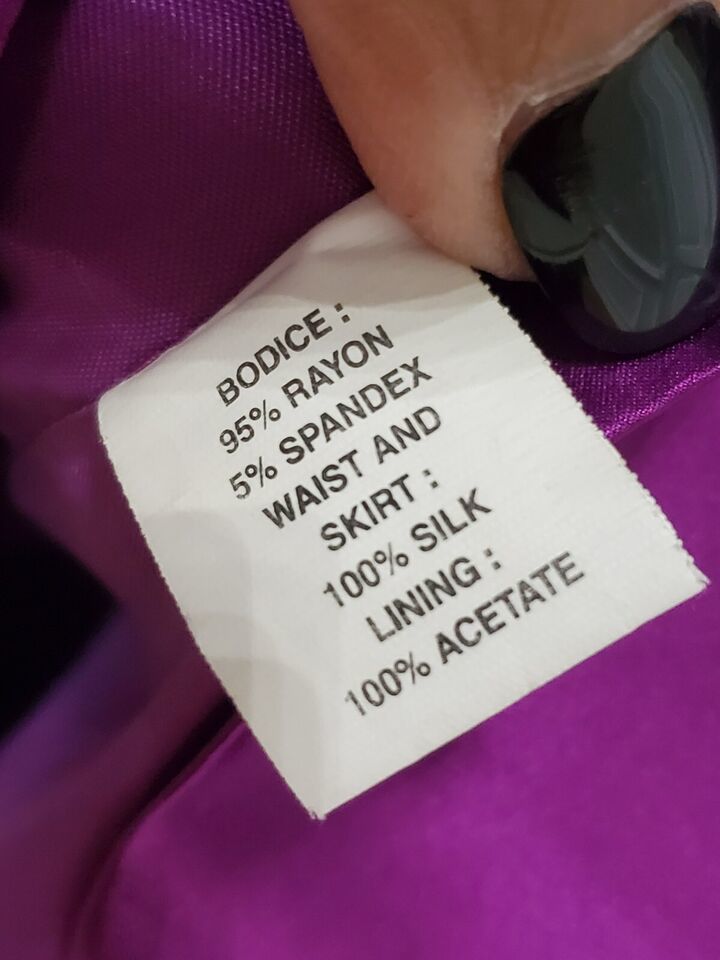 BODICE :
95% RAYON
5% SPANDEX
WAIST AND
SKIRT :
100% SILK
LINING :
100% ACETATE